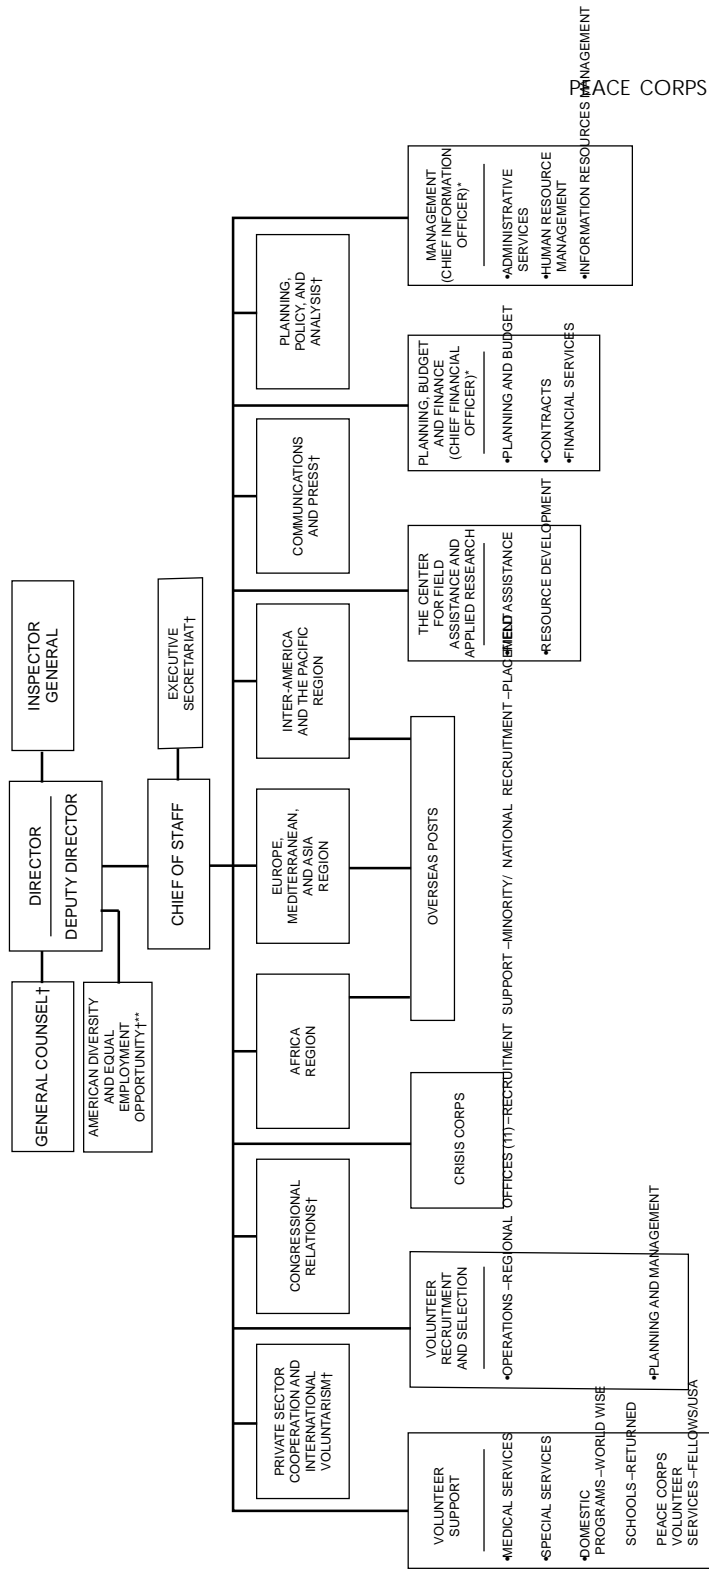 PEACE CORPS
INSPECTOR
GENERAL
DIRECTOR
DEPUTY DIRECTOR
GENERAL COUNSEL†
AMERICAN DIVERSITY
AND EQUAL
EMPLOYMENT
OPPORTUNITY†**
EXECUTIVE
SECRETARIAT†
CHIEF OF STAFF
PRIVATE SECTOR
COOPERATION AND
INTERNATIONAL
VOLUNTARISM†
CONGRESSIONAL
RELATIONS†
AFRICA
REGION
EUROPE,
MEDITERRANEAN,
AND ASIA
REGION
INTER-AMERICA
AND THE PACIFIC
REGION
COMMUNICATIONS
AND PRESS†
PLANNING,
POLICY, AND
ANALYSIS†
OVERSEAS POSTS
VOLUNTEER
SUPPORT
•MEDICAL SERVICES
•SPECIAL SERVICES
•DOMESTIC
PROGRAMS –WORLD WISE
SCHOOLS –RETURNED
PEACE CORPS
VOLUNTEER
SERVICES –FELLOWS/USA
VOLUNTEER
RECRUITMENT
AND SELECTION
•OPERATIONS –REGIONAL OFFICES (11) –RECRUITMENT SUPPORT –MINORITY/ NATIONAL RECRUITMENT –PLACEMENT
•PLANNING AND MANAGEMENT
CRISIS CORPS
THE CENTER
FOR FIELD
ASSISTANCE AND
APPLIED RESEARCH
•FIELD ASSISTANCE
•RESOURCE DEVELOPMENT
PLANNING, BUDGET
AND FINANCE
(CHIEF FINANCIAL
OFFICER)*
•PLANNING AND BUDGET
•CONTRACTS
•FINANCIAL SERVICES
MANAGEMENT
(CHIEF INFORMATION
OFFICER)*
•ADMINISTRATIVE
SERVICES
•HUMAN RESOURCE
MANAGEMENT
•INFORMATION RESOURCES MANAGEMENT